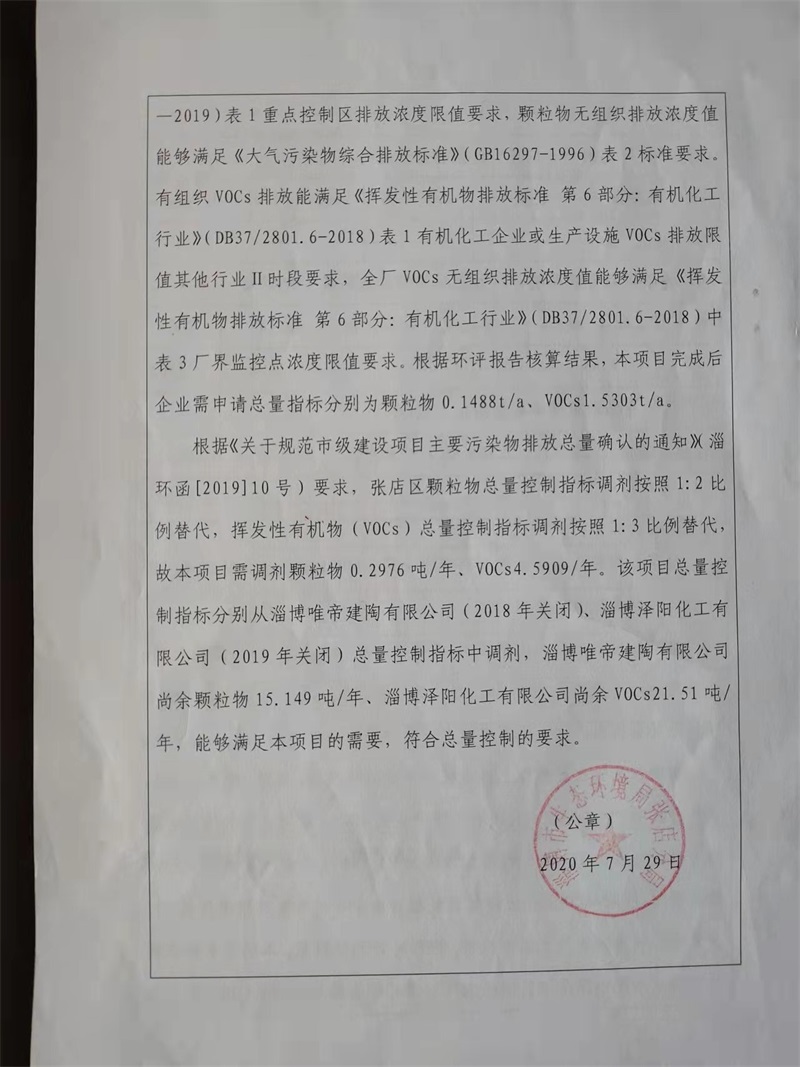 —2019）表 1 重点控制区排放浓度限值要求，颗粒物无组织排放浓度值
能够满足《大气污染物综合排放标准》（GB16297-1996）表 2 标准要求。
有组织 VOCs 排放能满足《挥发性有机物排放标准 第 6 部分：有机化工
行业》（DB37/2801.6-2018）表 1 有机化工企业或生产设施 VOCs 排放限
值其他行业 II 时段要求，全厂 VOCs 无组织排放浓度值能够满足《挥发
性有机物排放标准 第 6 部分：有机化工行业》（DB37/2801.6-2018）中
表 3 厂界监控点浓度限值要求。根据环评报告核算结果，本项目完成后
企业需申请总量指标分别为颗粒物 0.1488t/a、VOCs1.5303t/a。
根据《关于规范市级建设项目主要污染物排放总量确认的通知》（淄
环函[2019]10 号）要求，张店区颗粒物总量控制指标调剂按照 1:2 比
例替代，挥发性有机物（VOCs）总量控制指标调剂按照 1:3 比例替代，
故本项目需调剂颗粒物 0.2976 吨/年、VOCs4.5909/年。该项目总量控
制指标分别从淄博唯帝建陶有限公司（2018 年关闭）、淄博泽阳化工有
限公司（2019 年关闭）总量控制指标中调剂，淄博唯帝建陶有限公司
尚余颗粒物 15.149 吨/年、淄博泽阳化工有限公司尚余 VOCs21.51 吨/
年，能够满足本项目的需要，符合总量控制的要求。
淄博市生态环境局张店分局
（公章）
2020 年 7 月 29 日